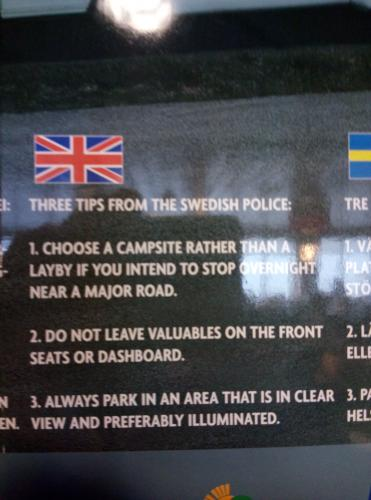 THREE TIPS FROM THE SWEDISH POLICE:
1. CHOOSE A CAMPSITE RATHER THAN A
LAYBY IF YOU INTEND TO STOP OVERNIGHT
NEAR A MAJOR ROAD.
2. DO NOT LEAVE VALUABLES ON THE FRONT
SEATS OR DASHBOARD.
3. ALWAYS PARK IN AN AREA THAT IS IN CLEAR
VIEW AND PREFERABLY ILLUMINATED.
TRE